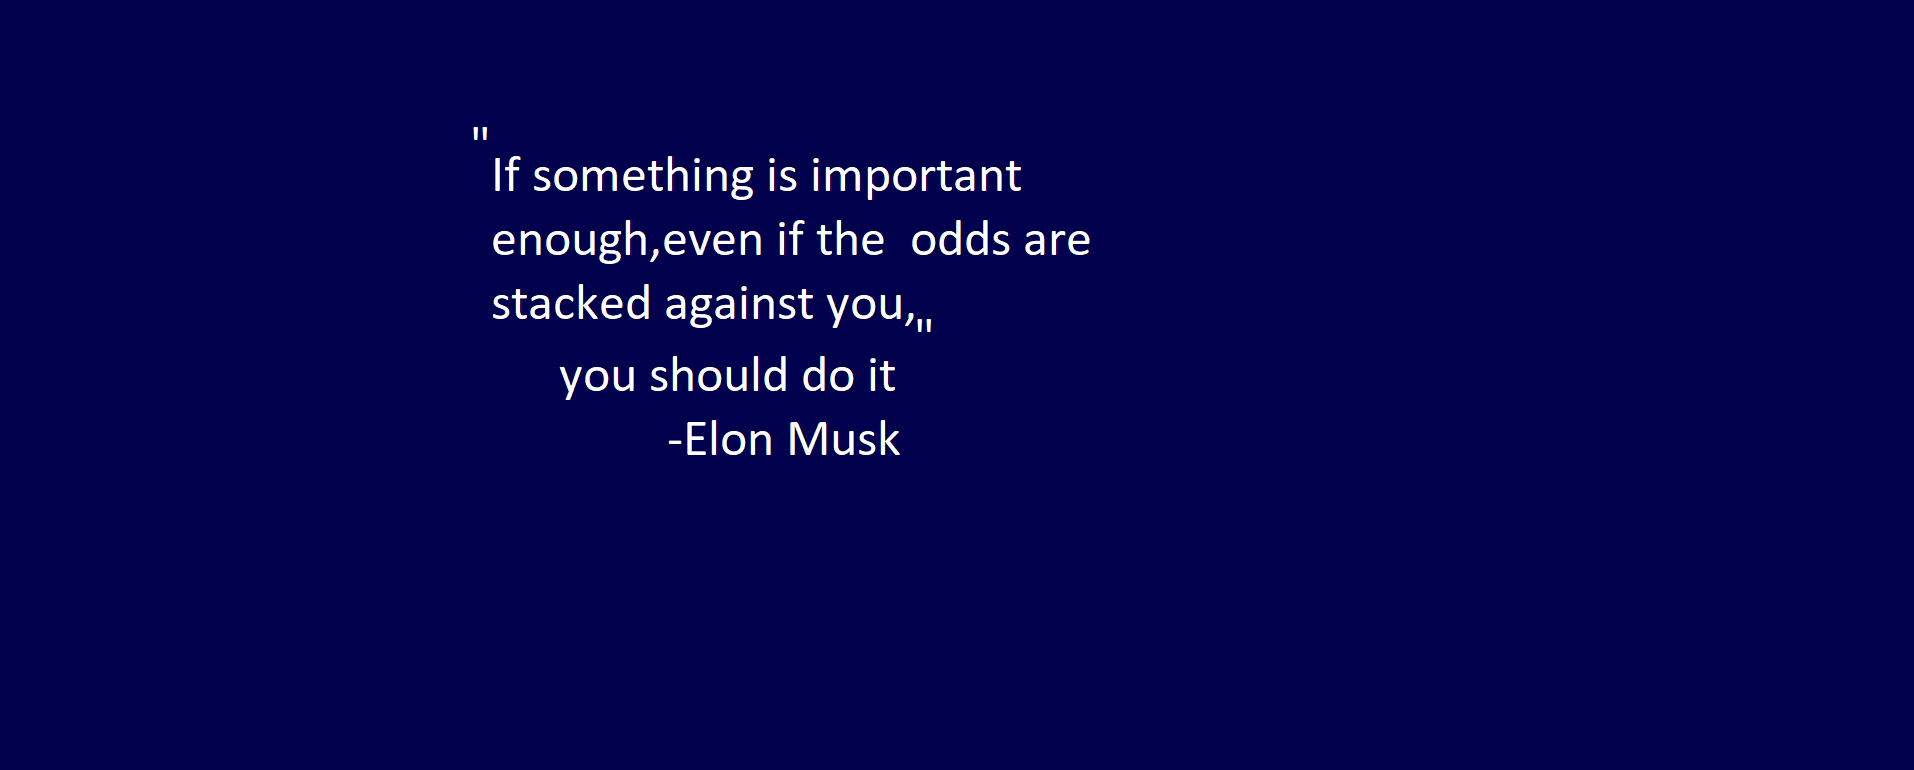 "
If something is important
enough,even if the  odds are
stacked against you,"
you should do it
-Elon Musk